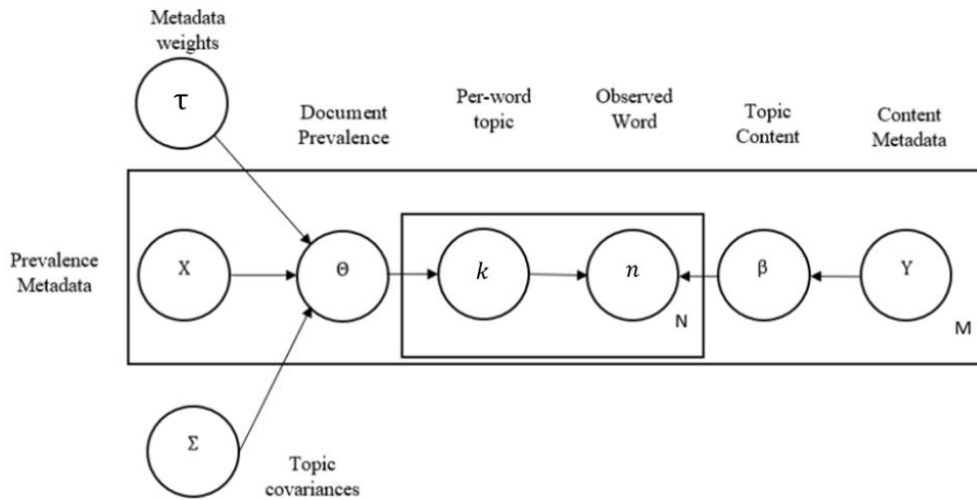 Metadata
weights
τ
Document
Prevalence
Per-word
topic
Observed
Word
Topic
Content
Content
Metadata
Prevalence
Metadata
X
Θ
k
n
N
β
Y
M
Σ
Topic
covariances